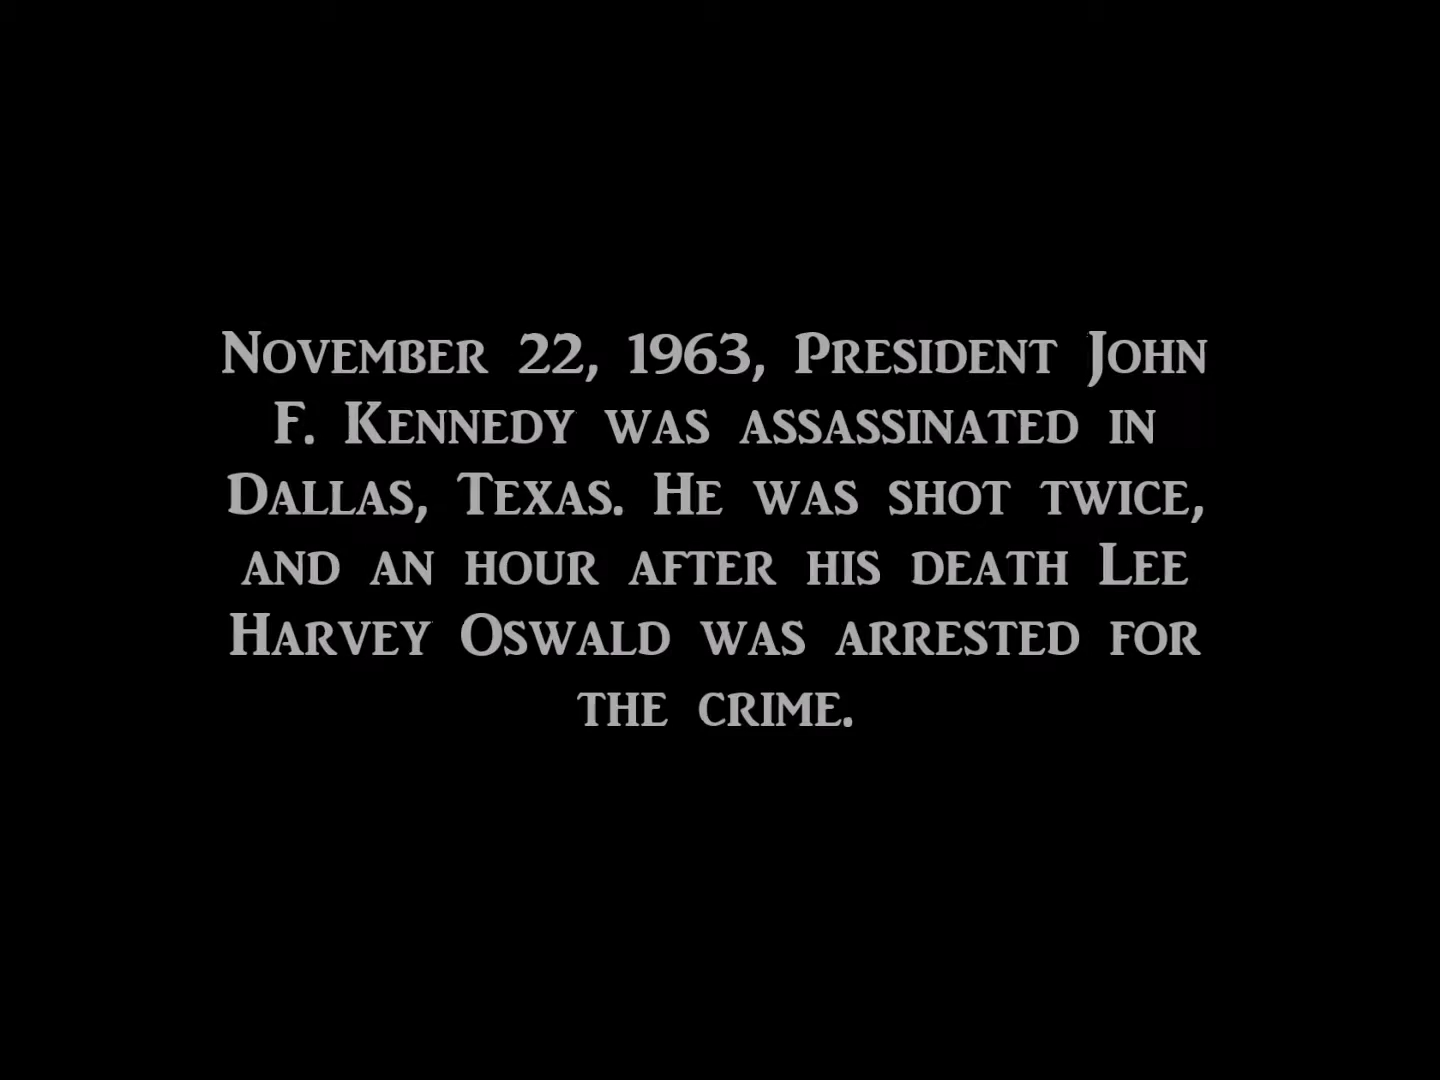 November 22, 1963, President John
F. Kennedy was assassinated in
Dallas, Texas. He was shot twice,
and an hour after his death Lee
Harvey Oswald was arrested for
the crime.